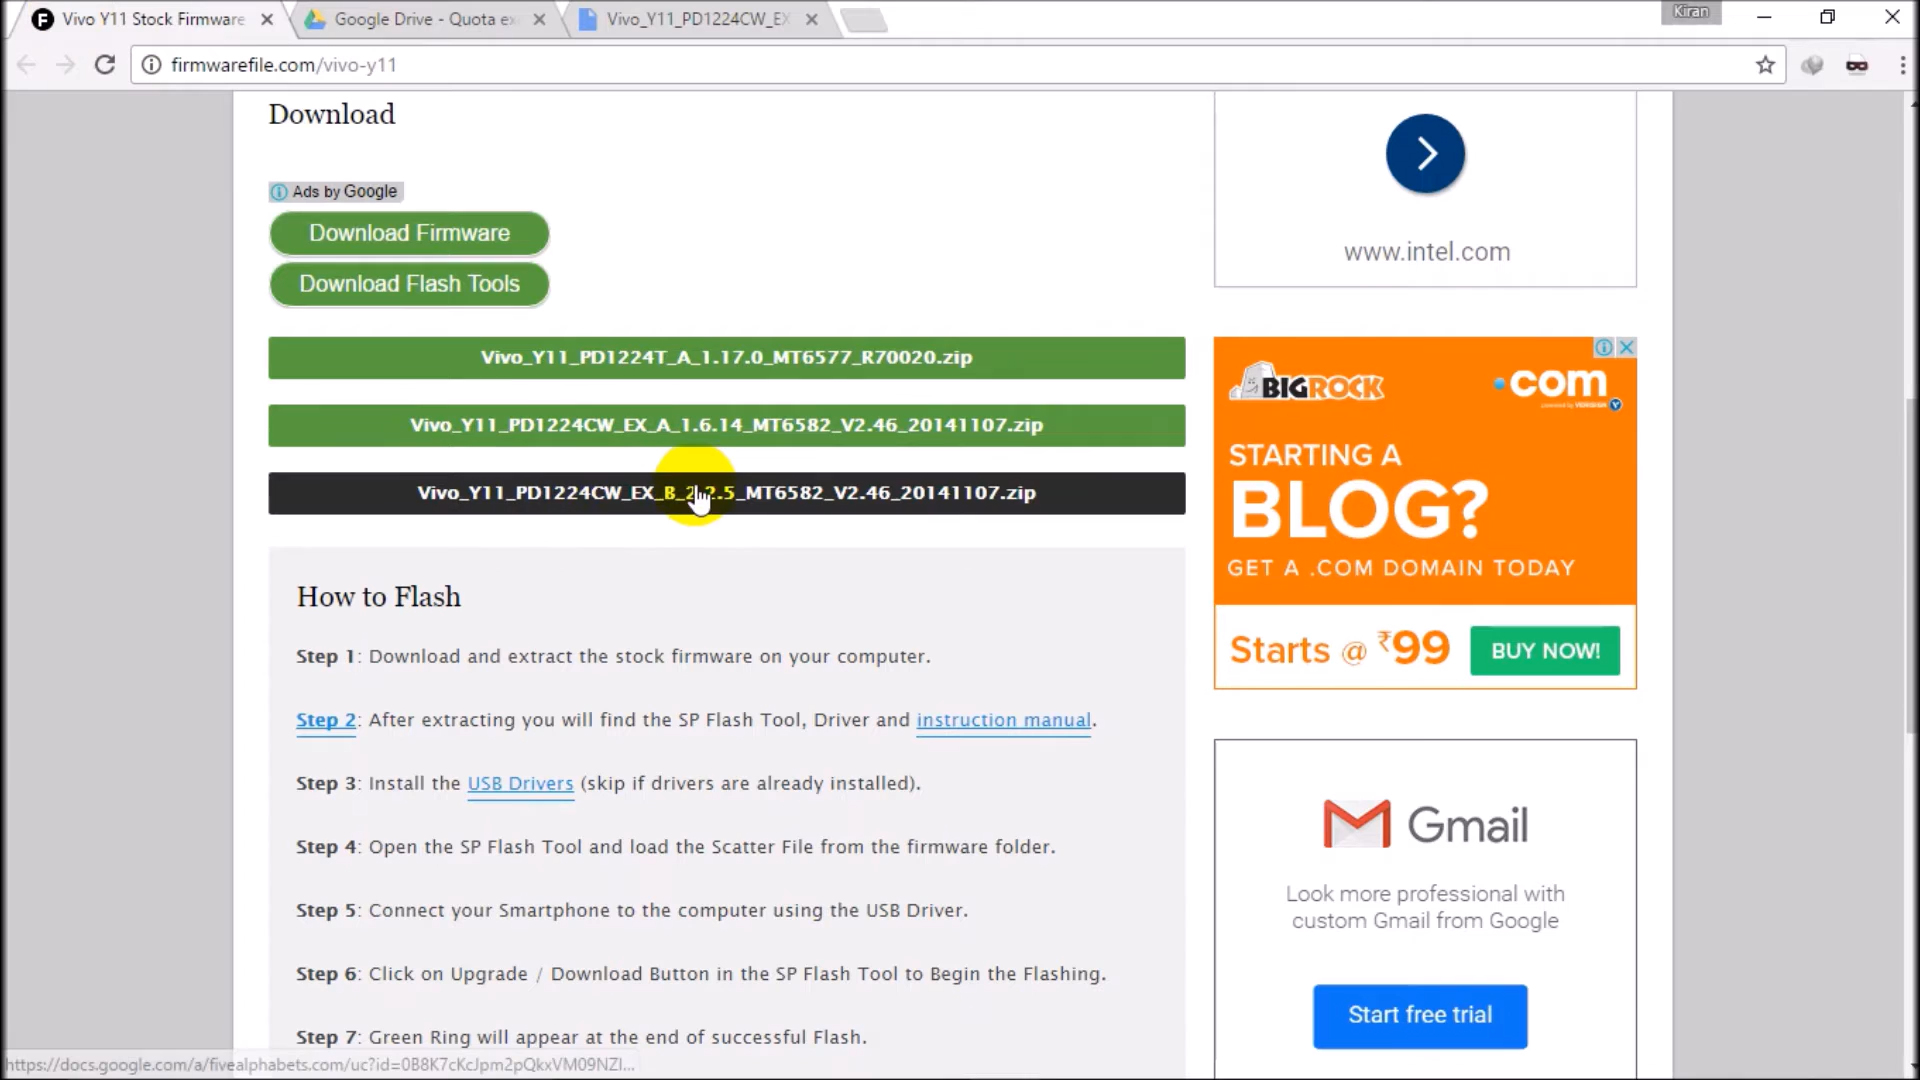 Vivo Y11 Stock Firmware
Google Drive - Quota ex
Vivo_Y11_PD1224CW_EX
Kiran
firmwarefile.com/vivo-y11
Download
Ads by Google
Download Firmware
Download Flash Tools
Vivo_Y11_PD1224T_A_1.17.0_MT6577_R70020.zip
Vivo_Y11_PD1224CW_EX_A_1.6.14_MT6582_V2.46_20141107.zip
Vivo_Y11_PD1224CW_EX_B_2.2.5_MT6582_V2.46_20141107.zip
How to Flash
Step 1: Download and extract the stock firmware on your computer.
Step 2: After extracting you will find the SP Flash Tool, Driver and instruction manual.
Step 3: Install the USB Drivers (skip if drivers are already installed).
Step 4: Open the SP Flash Tool and load the Scatter File from the firmware folder.
Step 5: Connect your Smartphone to the computer using the USB Driver.
Step 6: Click on Upgrade / Download Button in the SP Flash Tool to Begin the Flashing.
Step 7: Green Ring will appear at the end of successful Flash.
https://docs.google.com/a/fivealphabets.com/uc?id=0B8K7cKcJpm2pQkxVM09NZl...
www.intel.com
BIGROCK
.com
STARTING A
BLOG?
GET A .COM DOMAIN TODAY
Starts @ ₹99
BUY NOW!
Gmail
Look more professional with
custom Gmail from Google
Start free trial